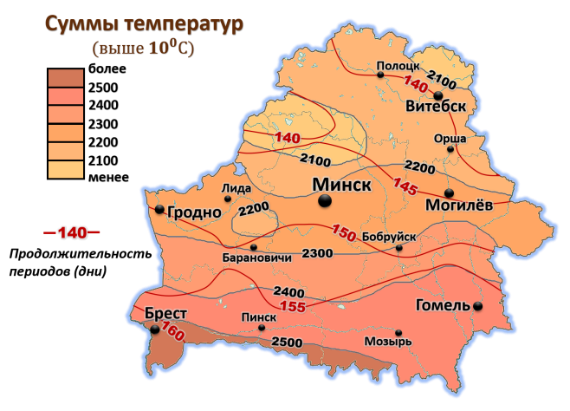 Суммы температур
(выше 10⁰С)
более
2500
2400
2300
2200
2100
менее
—140—
Продолжительность
периодов (дни)
Полоцк
2100
140
Витебск
140
Орша
2100
2200
145
Минск
Лида
Могилёв
2200
Гродно
150
Бобруйск
Барановичи
2300
2400
155
Гомель
Брест
160
Пинск
2500
Мозырь